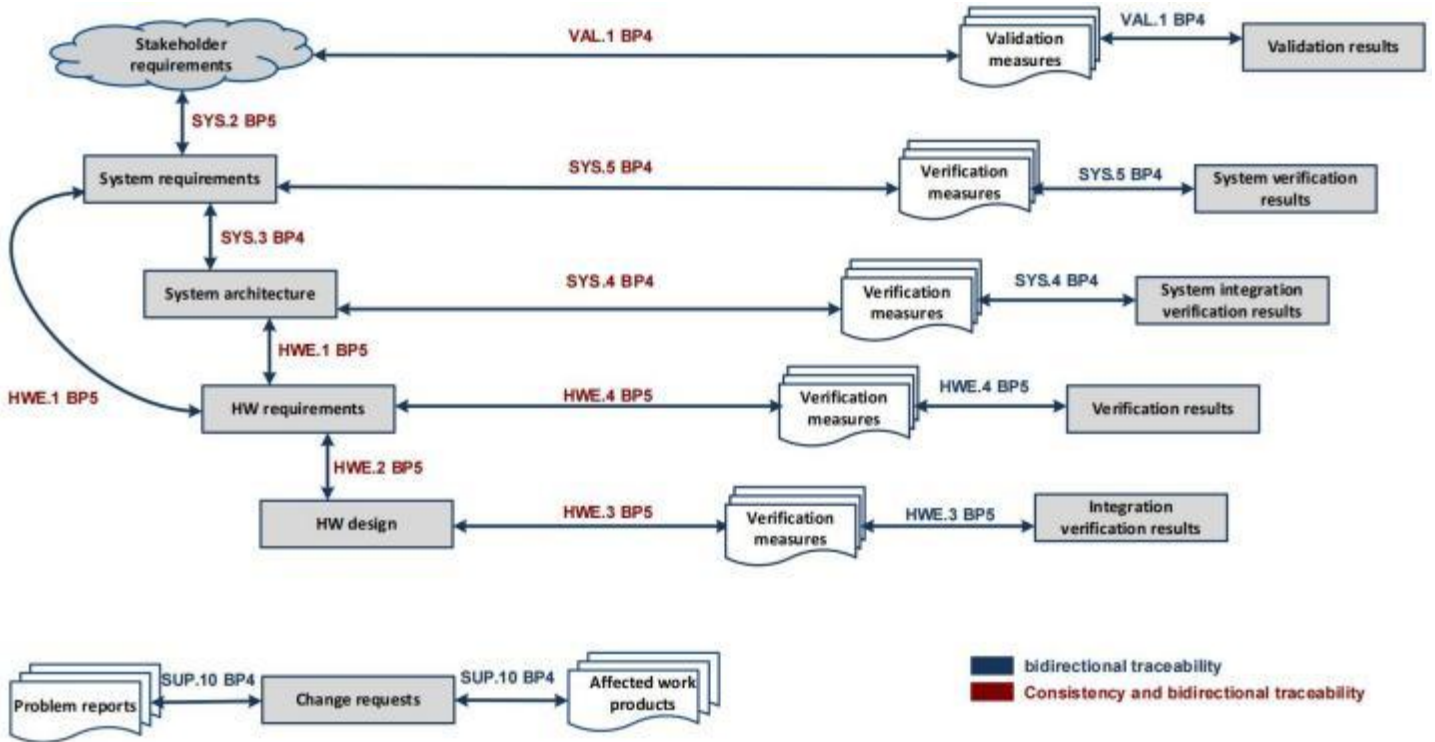 Stakeholder
requirements
VAL.1 BP4
Validation
measures
VAL.1 BP4
Validation results
SYS.2 BP5
System requirements
SYS.5 BP4
Verification
measures
SYS.5 BP4
System verification
results
SYS.3 BP4
System architecture
SYS.4 BP4
Verification
measures
SYS.4 BP4
System integration
verification results
HWE.1 BP5
HWE.1 BP5
HW requirements
HWE.4 BP5
Verification
measures
HWE.4 BP5
Verification results
HWE.2 BP5
HW design
HWE.3 BP5
Verification
measures
HWE.3 BP5
Integration
verification results
Problem reports
SUP.10 BP4
Change requests
SUP.10 BP4
Affected work
products
bidirectional traceability
Consistency and bidirectional traceability